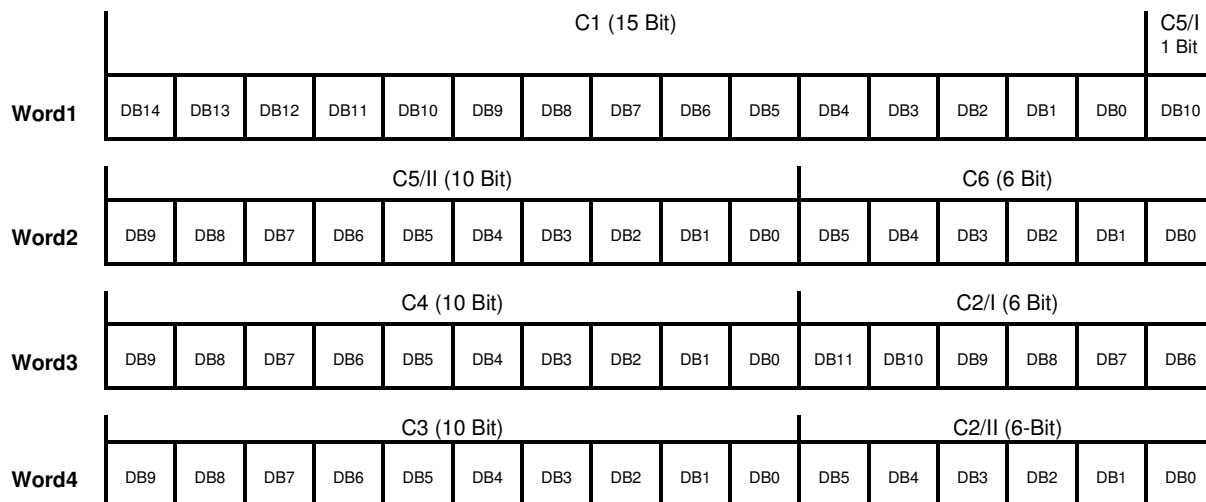 C1 (15 Bit) C5/I
1 Bit
Word1 DB14 DB13 DB12 DB11 DB10 DB9 DB8 DB7 DB6 DB5 DB4 DB3 DB2 DB1 DB0 DB10
C5/II (10 Bit) C6 (6 Bit)
Word2 DB9 DB8 DB7 DB6 DB5 DB4 DB3 DB2 DB1 DB0 DB5 DB4 DB3 DB2 DB1 DB0
C4 (10 Bit) C2/I (6 Bit)
Word3 DB9 DB8 DB7 DB6 DB5 DB4 DB3 DB2 DB1 DB0 DB11 DB10 DB9 DB8 DB7 DB6
C3 (10 Bit) C2/II (6-Bit)
Word4 DB9 DB8 DB7 DB6 DB5 DB4 DB3 DB2 DB1 DB0 DB5 DB4 DB3 DB2 DB1 DB0